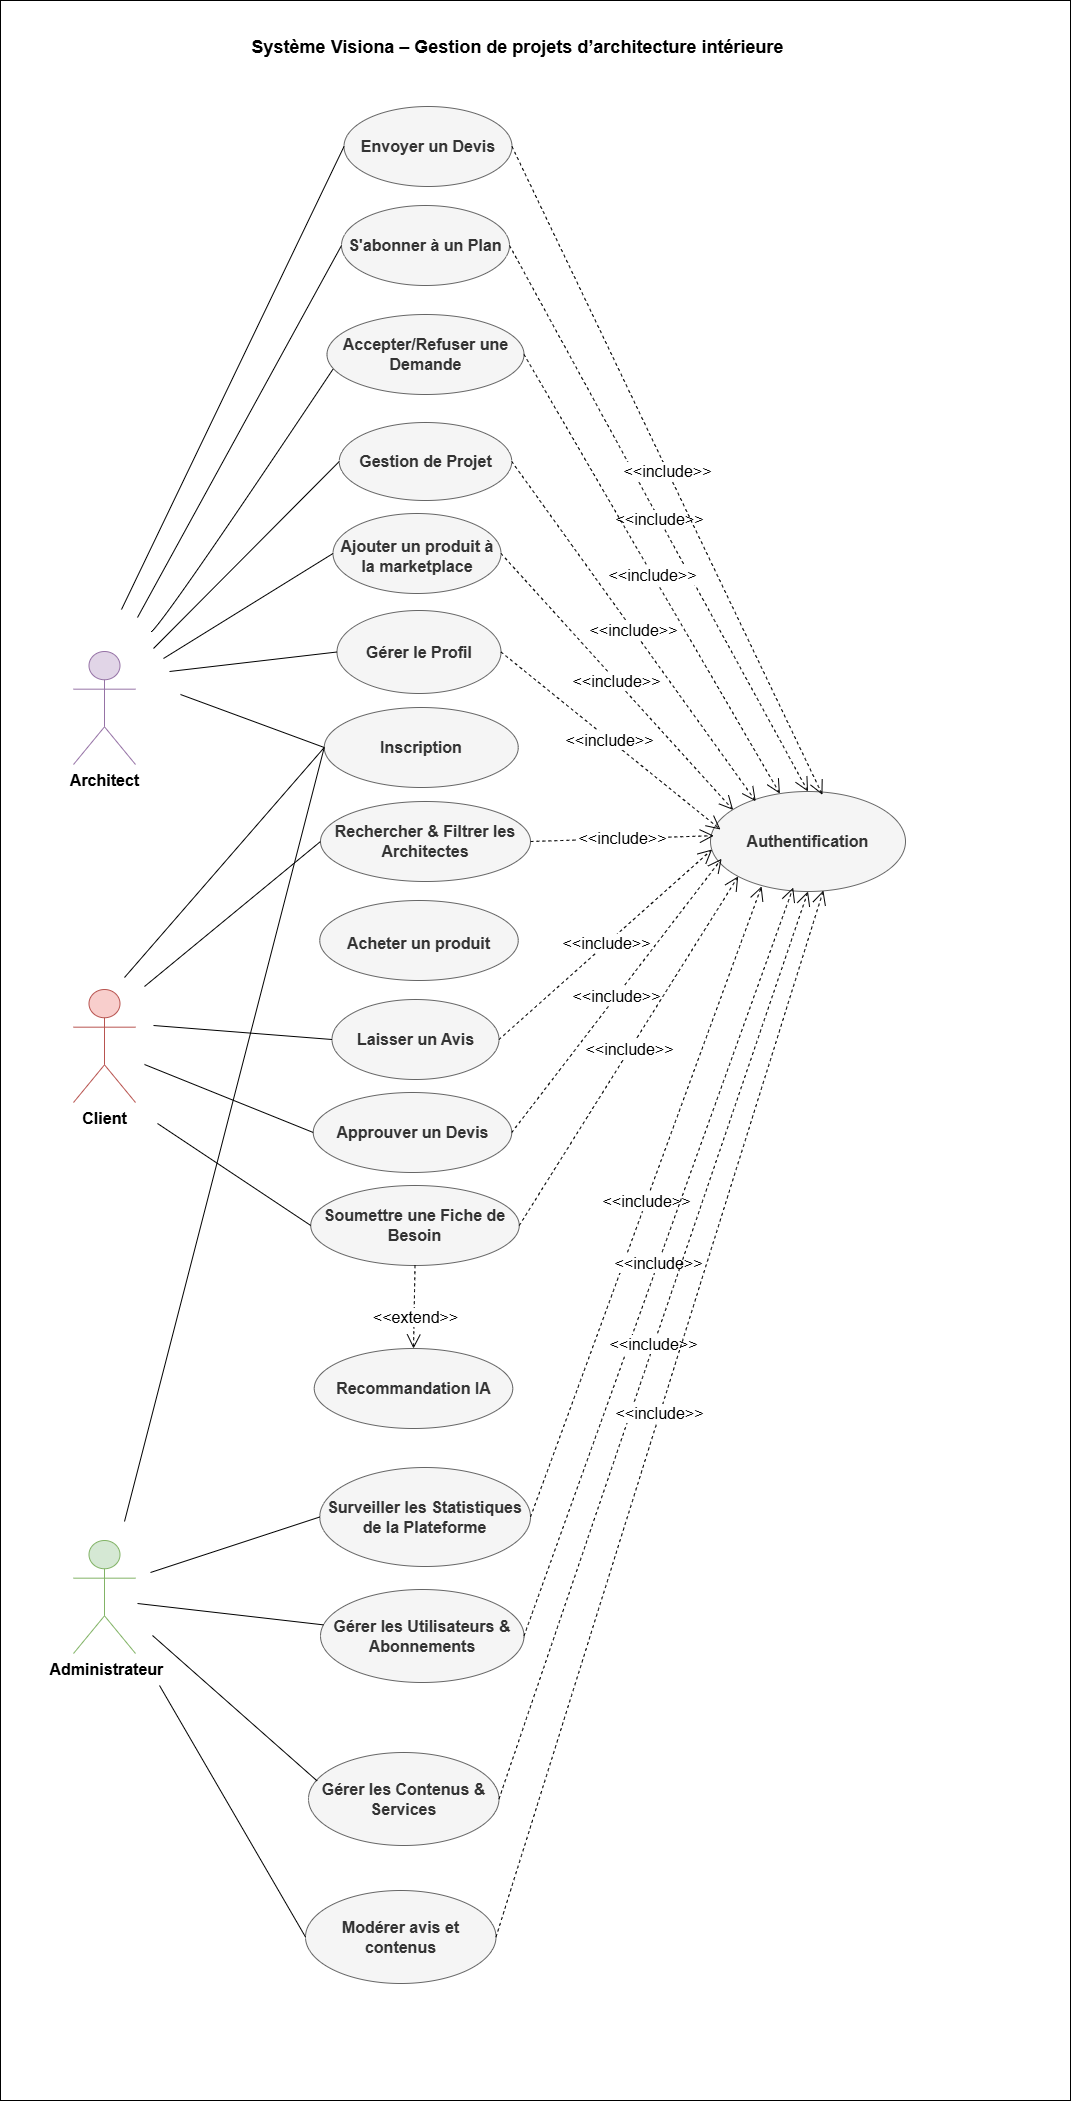 Système Visiona – Gestion de projets d’architecture intérieure
Envoyer un Devis
S'abonner à un Plan
Accepter/Refuser une
Demande
Gestion de Projet
<<include>>
<<include>>
Ajouter un produit à
la marketplace
<<include>>
<<include>>
Gérer le Profil
<<include>>
<<include>>
Inscription
Architect
Rechercher & Filtrer les
Architectes
<<include>>
Authentification
Acheter un produit
<<include>>
<<include>>
Laisser un Avis
<<include>>
Client
Approuver un Devis
<<include>>
Soumettre une Fiche de
Besoin
<<include>>
<<extend>>
<<include>>
Recommandation IA
<<include>>
Surveiller les Statistiques
de la Plateforme
Gérer les Utilisateurs &
Abonnements
Administrateur
Gérer les Contenus &
Services
Modérer avis et
contenus